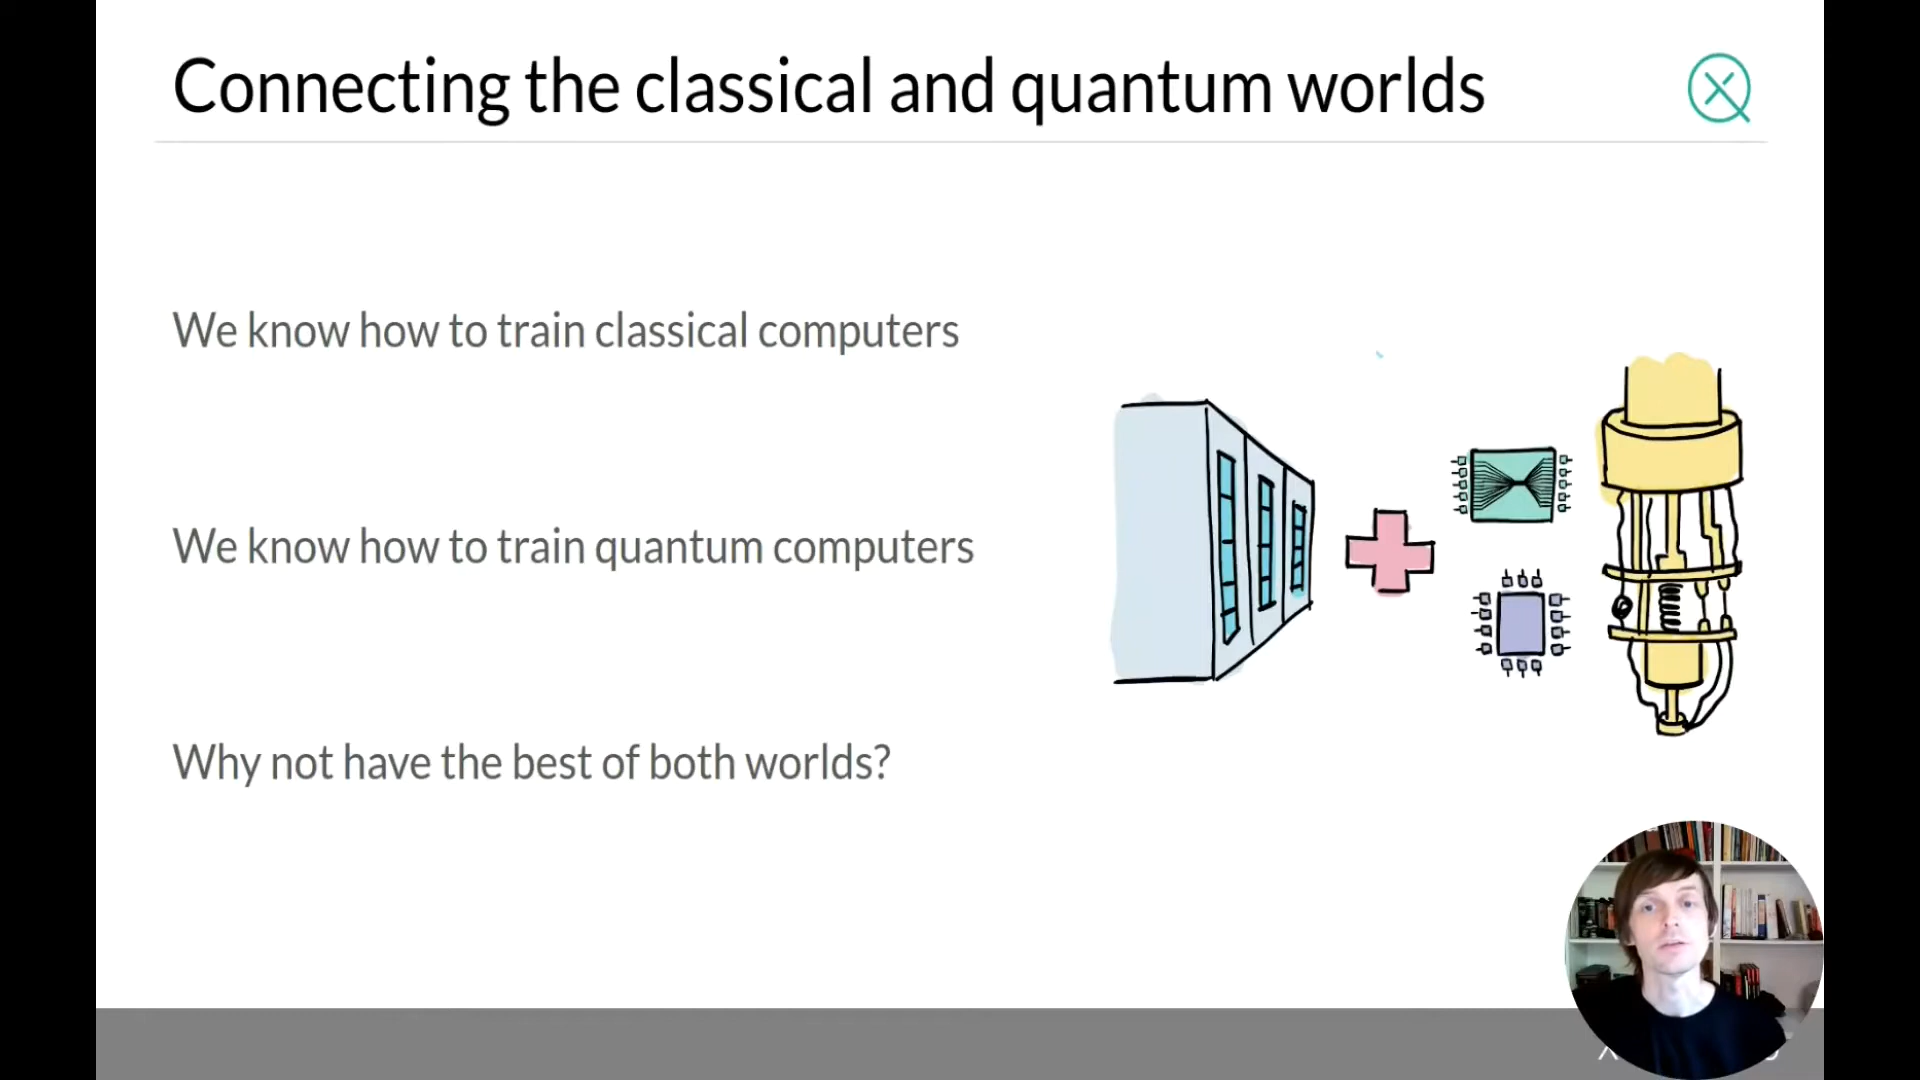 Connecting the classical and quantum worlds
We know how to train classical computers
We know how to train quantum computers
Why not have the best of both worlds?